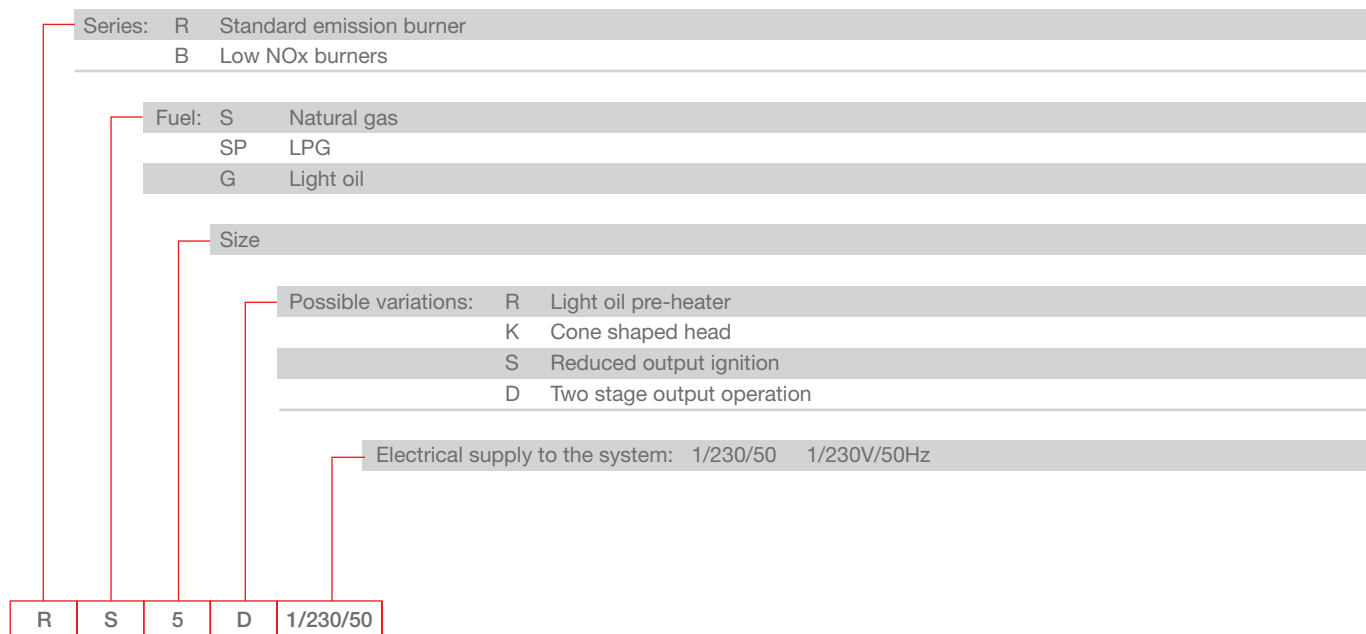 Series: R Standard emission burner
B Low NOx burners
Fuel: S Natural gas
SP LPG
G Light oil
Size
Possible variations: R Light oil pre-heater
K Cone shaped head
S Reduced output ignition
D Two stage output operation
Electrical supply to the system: 1/230/50 1/230V/50Hz
R S 5 D 1/230/50